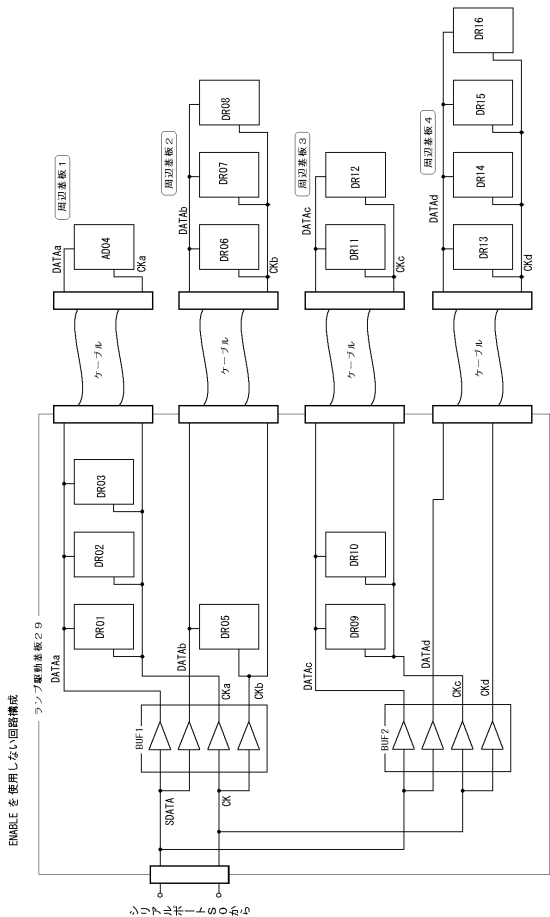 ENABLE を使用しない回路構成
ランプ駆動基板29
シリアルポートS0から
SDATA
CK
BUF1
DATAa
DATAb
CKa
CKb
DR01
DR02
DR03
DR05
BUF2
DATAc
DATAd
CKc
CKd
DR09
DR10
ケーブル
ケーブル
ケーブル
ケーブル
周辺基板1
DATAa
AD04
CKa
周辺基板2
DATAb
DR06
DR07
DR08
CKb
周辺基板3
DATAc
DR11
DR12
CKc
周辺基板4
DATAd
DR13
DR14
DR15
DR16
CKd